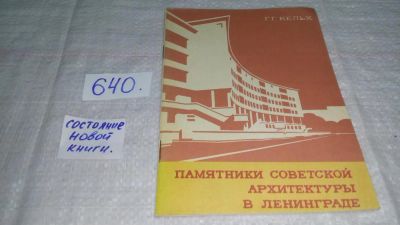 Г.Г. КЕЛЬХ
640.
СОСТОЯНИЕ
НОВОЙ
КНИГИ.
ПАМЯТНИКИ СОВЕТСКОЙ
АРХИТЕКТУРЫ
В ЛЕНИНГРАДЕ